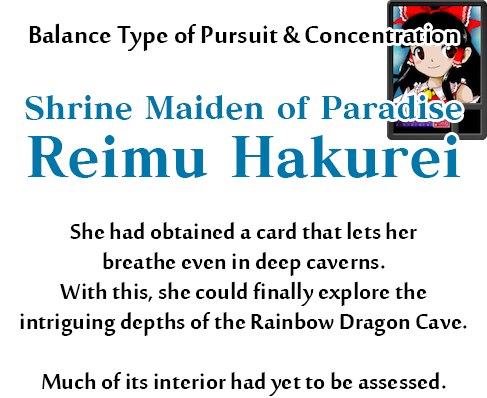 Balance Type of Pursuit & Concentration
Shrine Maiden of Paradise
Reimu Hakurei
She had obtained a card that lets her
breathe even in deep caverns.
With this, she could finally explore the
intriguing depths of the Rainbow Dragon Cave.
Much of its interior had yet to be assessed.